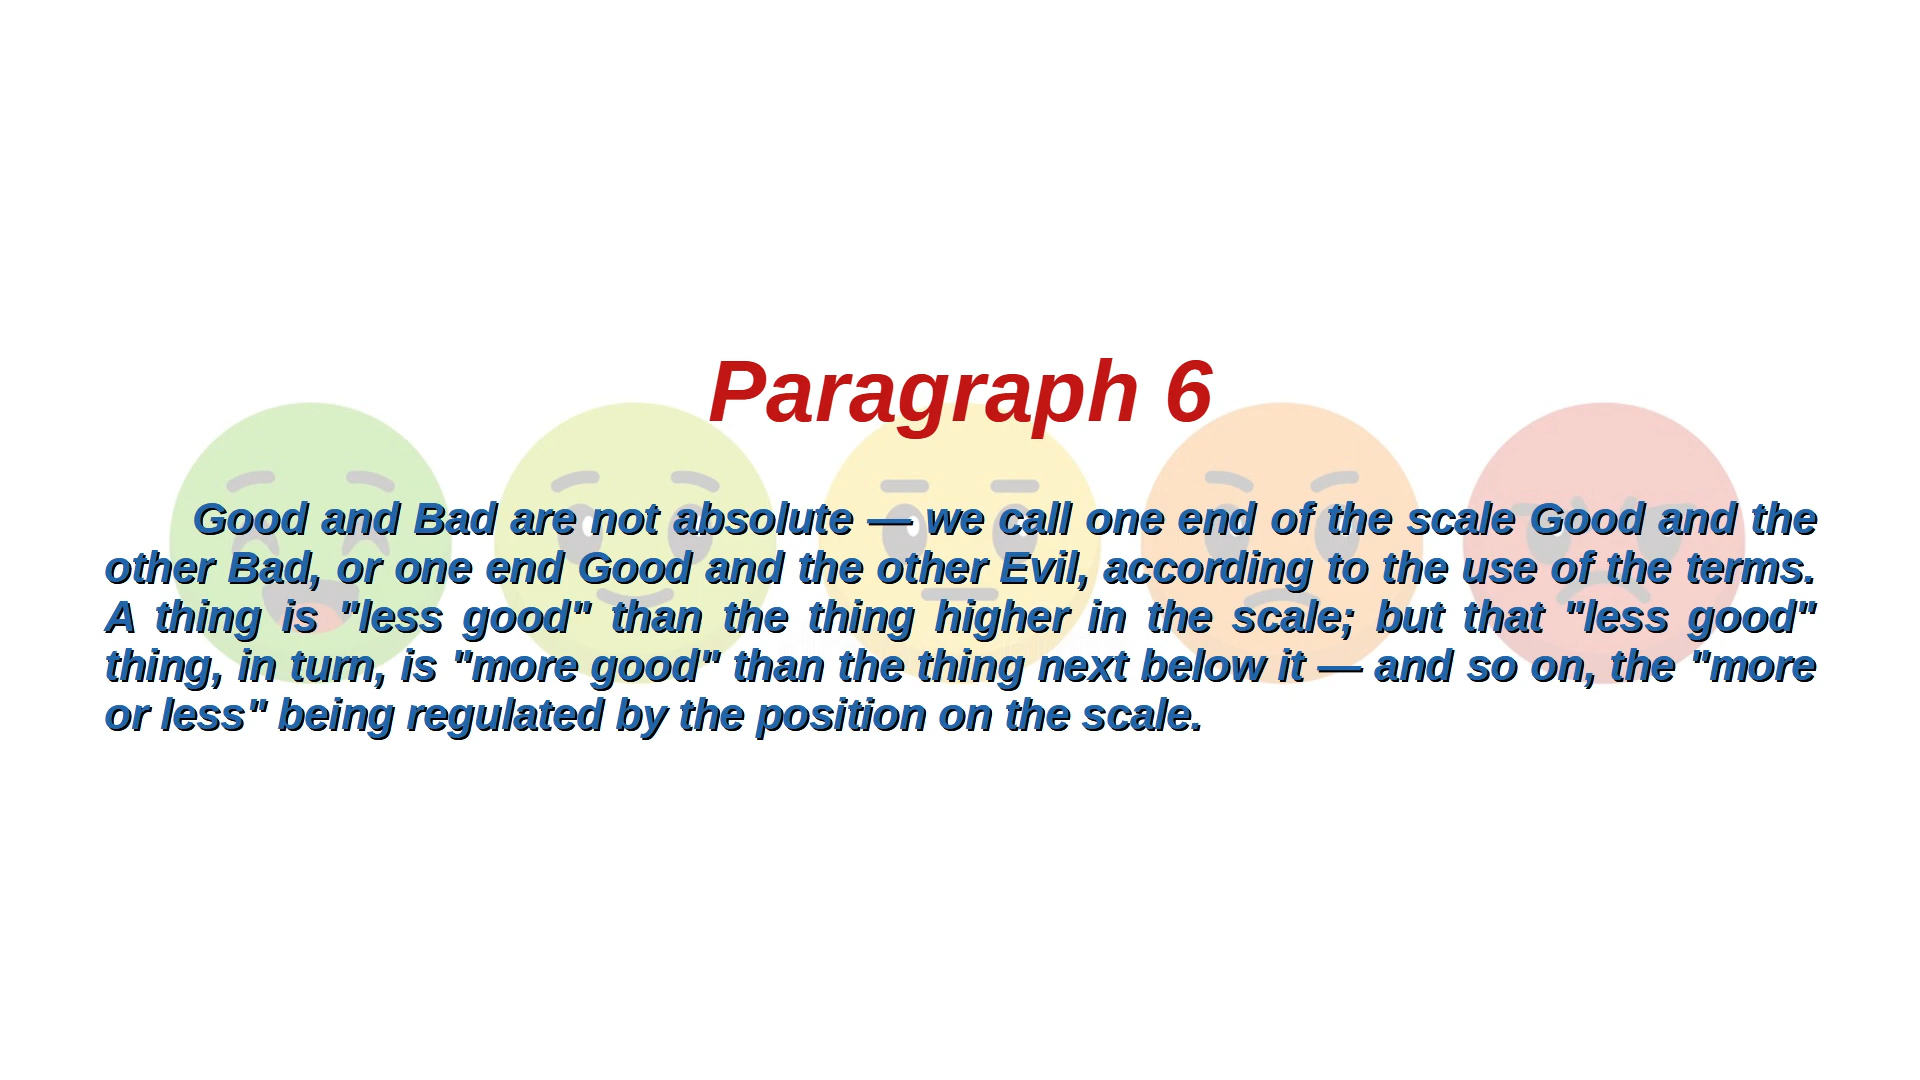 Paragraph 6
Good and Bad are not absolute — we call one end of the scale Good and the
other Bad, or one end Good and the other Evil, according to the use of the terms.
A thing is "less good" than the thing higher in the scale; but that "less good"
thing, in turn, is "more good" than the thing next below it — and so on, the "more
or less" being regulated by the position on the scale.